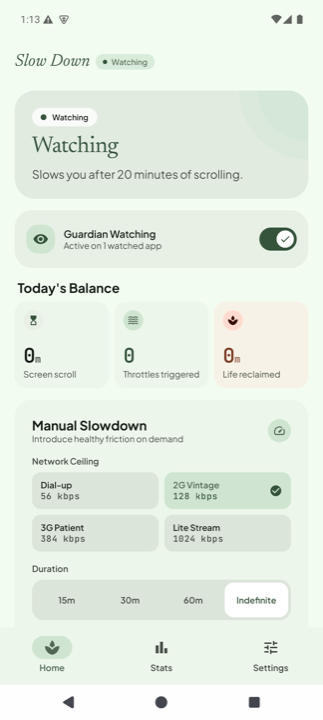 1:13
Slow Down
Watching
Watching
Watching
Slows you after 20 minutes of scrolling.
Guardian Watching
Active on 1 watched app
Today's Balance
0m
Screen scroll
0
Throttles triggered
0m
Life reclaimed
Manual Slowdown
Introduce healthy friction on demand
Network Ceiling
Dial-up
56 kbps
2G Vintage
128 kbps
3G Patient
384 kbps
Lite Stream
1024 kbps
Duration
15m
30m
60m
Indefinite
Home
Stats
Settings